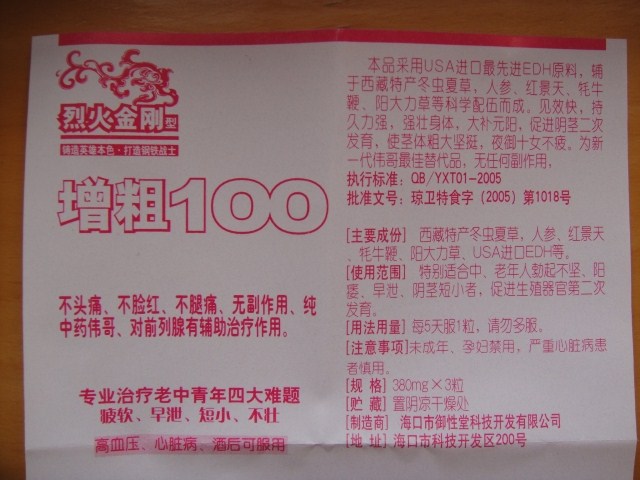 烈火金刚型
铸造英雄本色·打造钢铁战士
增粗100
不头痛、不脸红、不腿痛、无副作用、纯
中药伟哥、对前列腺有辅助治疗作用。
专业治疗老中青年四大难题
疲软、早泄、短小、不壮
高血压、心脏病、酒后可服用
本品采用USA进口最先进EDH原料，辅
于西藏特产冬虫夏草，人参、红景天、牦牛
鞭、阳大力草等科学配伍而成。见效快，持
久力强，强壮身体，大补元阳，促进阴茎二次
发育，使茎体粗大坚挺，夜御十女不疲。为新
一代伟哥最佳替代品，无任何副作用，
执行标准：QB/YXT01-2005
批准文号：琼卫特食字（2005）第1018号
[主要成份] 西藏特产冬虫夏草，人参、红景天
、牦牛鞭、阳大力草、USA进口EDH等。
[使用范围] 特别适合中、老年人勃起不坚、阳
痿、早泄、阴茎短小者，促进生殖器官第二次
发育。
[用法用量] 每5天服1粒，请勿多服。
[注意事项]未成年、孕妇禁用，严重心脏病患
者慎用。
[规 格] 380mg×3粒
[贮 藏] 置阴凉干燥处
[制造商] 海口市御性堂科技开发有限公司
[地 址] 海口市科技开发区200号